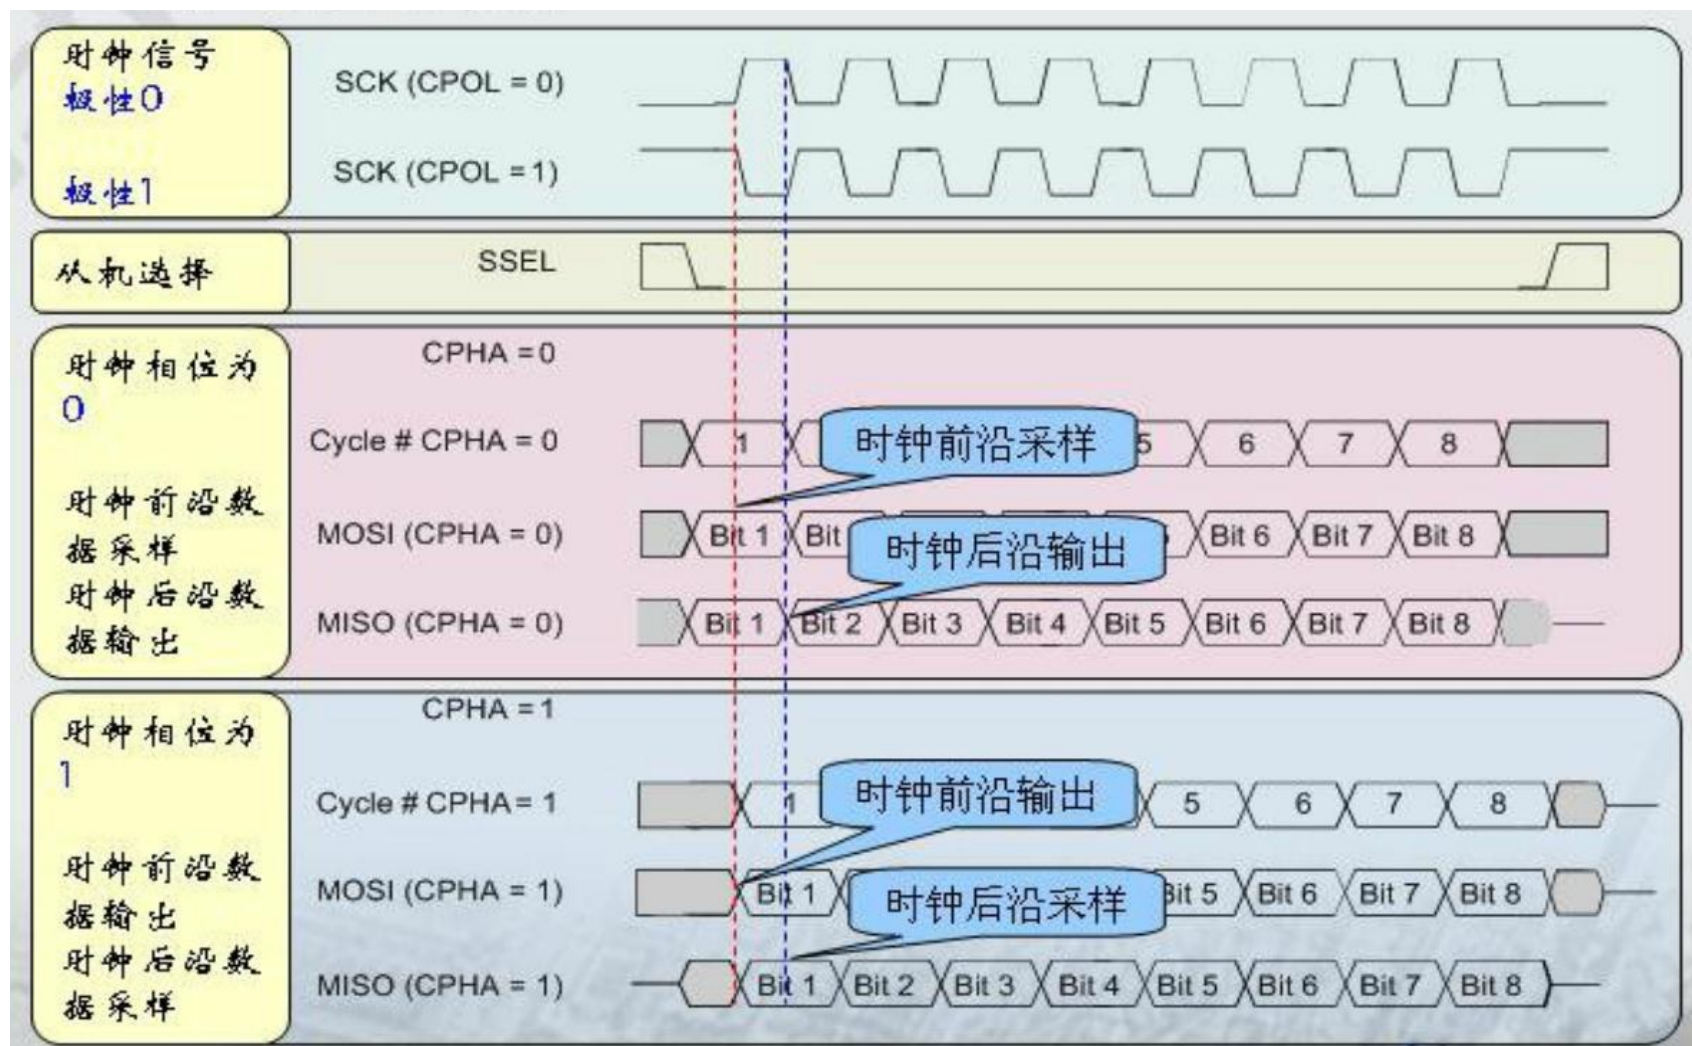 时钟信号
极性0
极性1
SCK (CPOL = 0)
SCK (CPOL = 1)
从机选择
SSEL
时钟相位为
0
时钟前沿数
据采样
时钟后沿数
据输出
CPHA = 0
Cycle # CPHA = 0
1
时钟前沿采样
5
6
7
8
MOSI (CPHA = 0)
Bit 1
Bit
时钟后沿输出
Bit 6
Bit 7
Bit 8
MISO (CPHA = 0)
Bit 1
Bit 2
Bit 3
Bit 4
Bit 5
Bit 6
Bit 7
Bit 8
时钟相位为
1
时钟前沿数
据输出
时钟后沿数
据采样
CPHA = 1
Cycle # CPHA = 1
1
时钟前沿输出
5
6
7
8
MOSI (CPHA = 1)
Bit 1
时钟后沿采样
Bit 5
Bit 6
Bit 7
Bit 8
MISO (CPHA = 1)
Bit 1
Bit 2
Bit 3
Bit 4
Bit 5
Bit 6
Bit 7
Bit 8